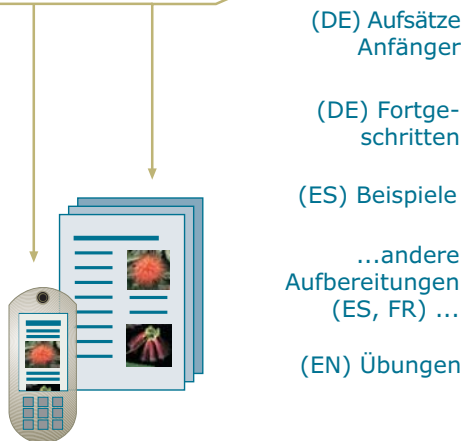 (DE) Aufsätze
Anfänger
(DE) Fortge-
schritten
(ES) Beispiele
...andere
Aufbereitungen
(ES, FR) ...
(EN) Übungen